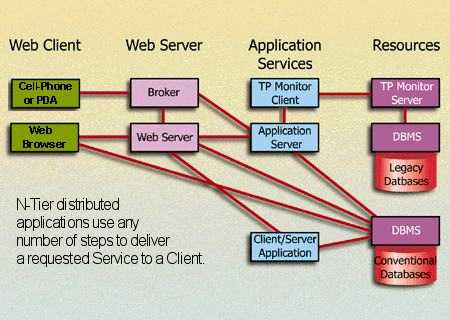 Web Client
Web Server
Application
Services
Resources
Cell-Phone
or PDA
Broker
TP Monitor
Client
TP Monitor
Server
Web
Browser
Web Server
Application
Server
DBMS
Legacy
Datbases
N-Tier distributed
applications use any
number of steps to deliver
a requested Service to a Client.
Client/Server
Application
DBMS
Conventional
Databases